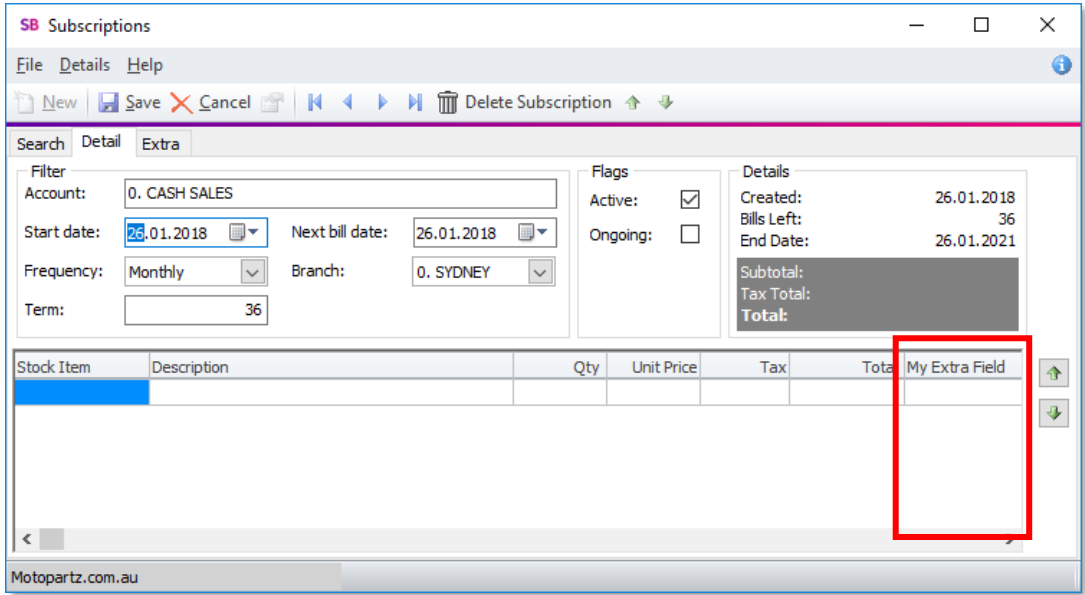 SB Subscriptions
File Details Help
New Save Cancel Delete Subscription
Search Detail Extra
Filter Flags Details
Account: 0. CASH SALES Active: Created: 26.01.2018
Bills Left: 36
Start date: 26.01.2018 Next bill date: 26.01.2018 Ongoing: End Date: 26.01.2021
Frequency: Monthly Branch: 0. SYDNEY Subtotal:
Tax Total:
Term: 36 Total:
Stock Item Description Qty Unit Price Tax Tota My Extra Field
Motopartz.com.au